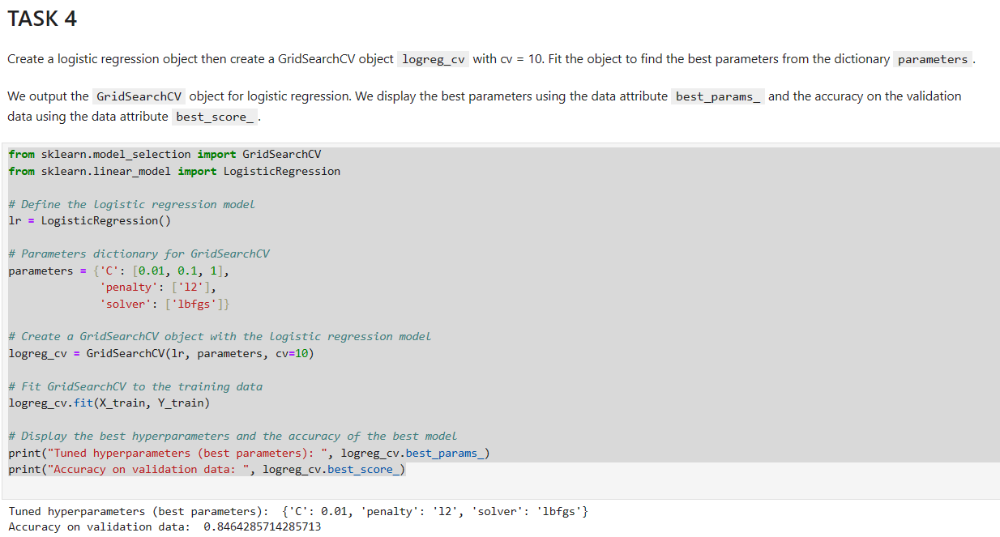 TASK 4
Create a logistic regression object then create a GridSearchCV object logreg_cv with cv = 10. Fit the object to find the best parameters from the dictionary parameters .
We output the GridSearchCV object for logistic regression. We display the best parameters using the data attribute best_params_ and the accuracy on the validation
data using the data attribute best_score_ .
from sklearn.model_selection import GridSearchCV
from sklearn.linear_model import LogisticRegression
# Define the logistic regression model
lr = LogisticRegression()
# Parameters dictionary for GridSearchCV
parameters = {'C': [0.01, 0.1, 1],
              'penalty': ['l2'],
              'solver': ['lbfgs']}
# Create a GridSearchCV object with the logistic regression model
logreg_cv = GridSearchCV(lr, parameters, cv=10)
# Fit GridSearchCV to the training data
logreg_cv.fit(X_train, Y_train)
# Display the best hyperparameters and the accuracy of the best model
print("Tuned hyperparameters (best parameters): ", logreg_cv.best_params_)
print("Accuracy on validation data: ", logreg_cv.best_score_)
Tuned hyperparameters (best parameters):  {'C': 0.01, 'penalty': 'l2', 'solver': 'lbfgs'}
Accuracy on validation data:  0.8464285714285713